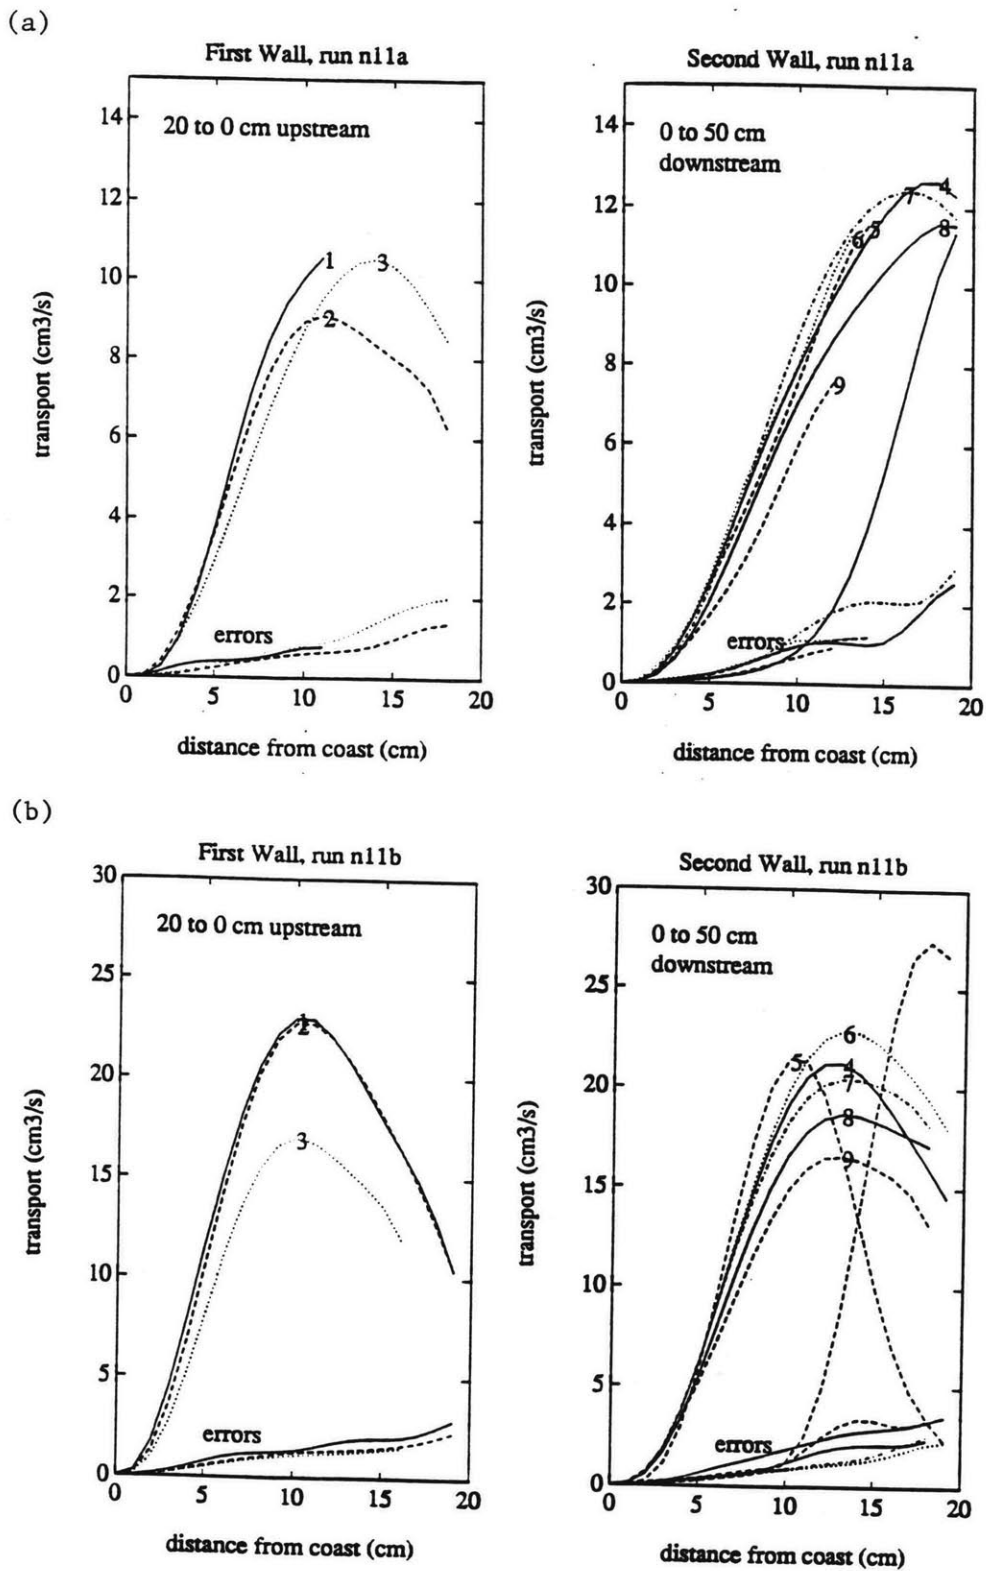 (a)
First Wall, run n11a
20 to 0 cm upstream
transport (cm3/s)
14
12
10
8
6
4
2
0
1
3
2
errors
0 5 10 15 20
distance from coast (cm)
Second Wall, run n11a
0 to 50 cm
downstream
transport (cm3/s)
14
12
10
8
6
4
2
0
7 4
6 5 8
9
errors
0 5 10 15 20
distance from coast (cm)
(b)
First Wall, run n11b
20 to 0 cm upstream
transport (cm3/s)
30
25
20
15
10
5
0
1
2
3
errors
0 5 10 15 20
distance from coast (cm)
Second Wall, run n11b
0 to 50 cm
downstream
transport (cm3/s)
30
25
20
15
10
5
0
6
5 4
7
8
9
errors
0 5 10 15 20
distance from coast (cm)